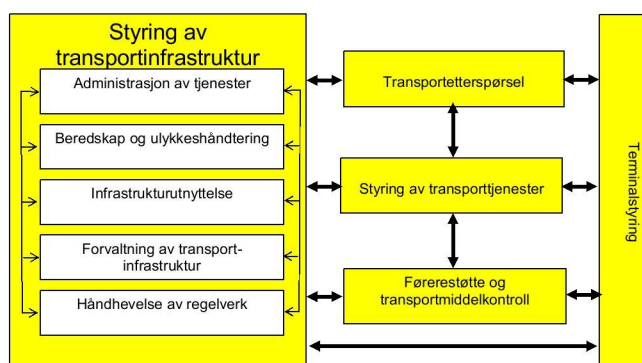 Styring av
transportinfrastruktur
Administrasjon av tjenester
Beredskap og ulykkeshåndtering
Infrastrukturutnyttelse
Forvaltning av transport-
infrastruktur
Håndhevelse av regelverk
Transportetterspørsel
Styring av transporttjenester
Førerestøtte og
transportmiddelkontroll
Terminalstyring